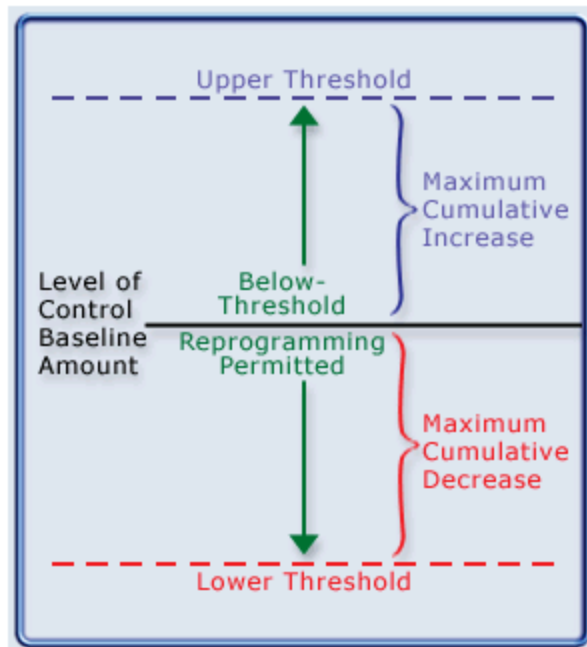 Upper Threshold
Maximum
Cumulative
Increase
Level of
Control
Baseline
Amount
Below-
Threshold
Reprogramming
Permitted
Maximum
Cumulative
Decrease
Lower Threshold